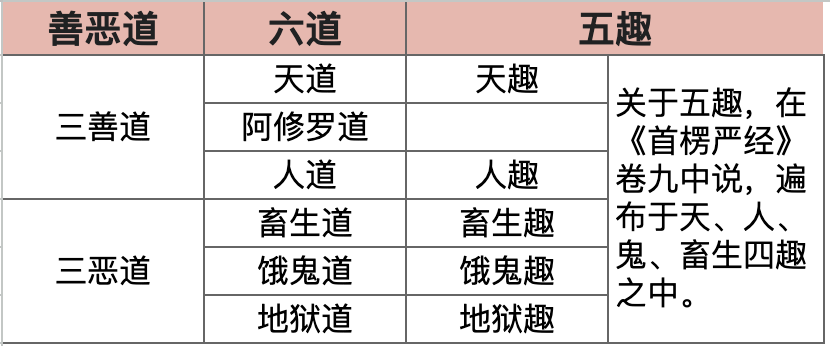 善恶道 六道 五趣
三善道
天道 天趣
阿修罗道
人道 人趣
三恶道
畜生道 畜生趣
饿鬼道 饿鬼趣
地狱道 地狱趣
关于五趣，在
《首楞严经》
卷九中说，遍
布于天、人、
鬼、畜生四趣
之中。